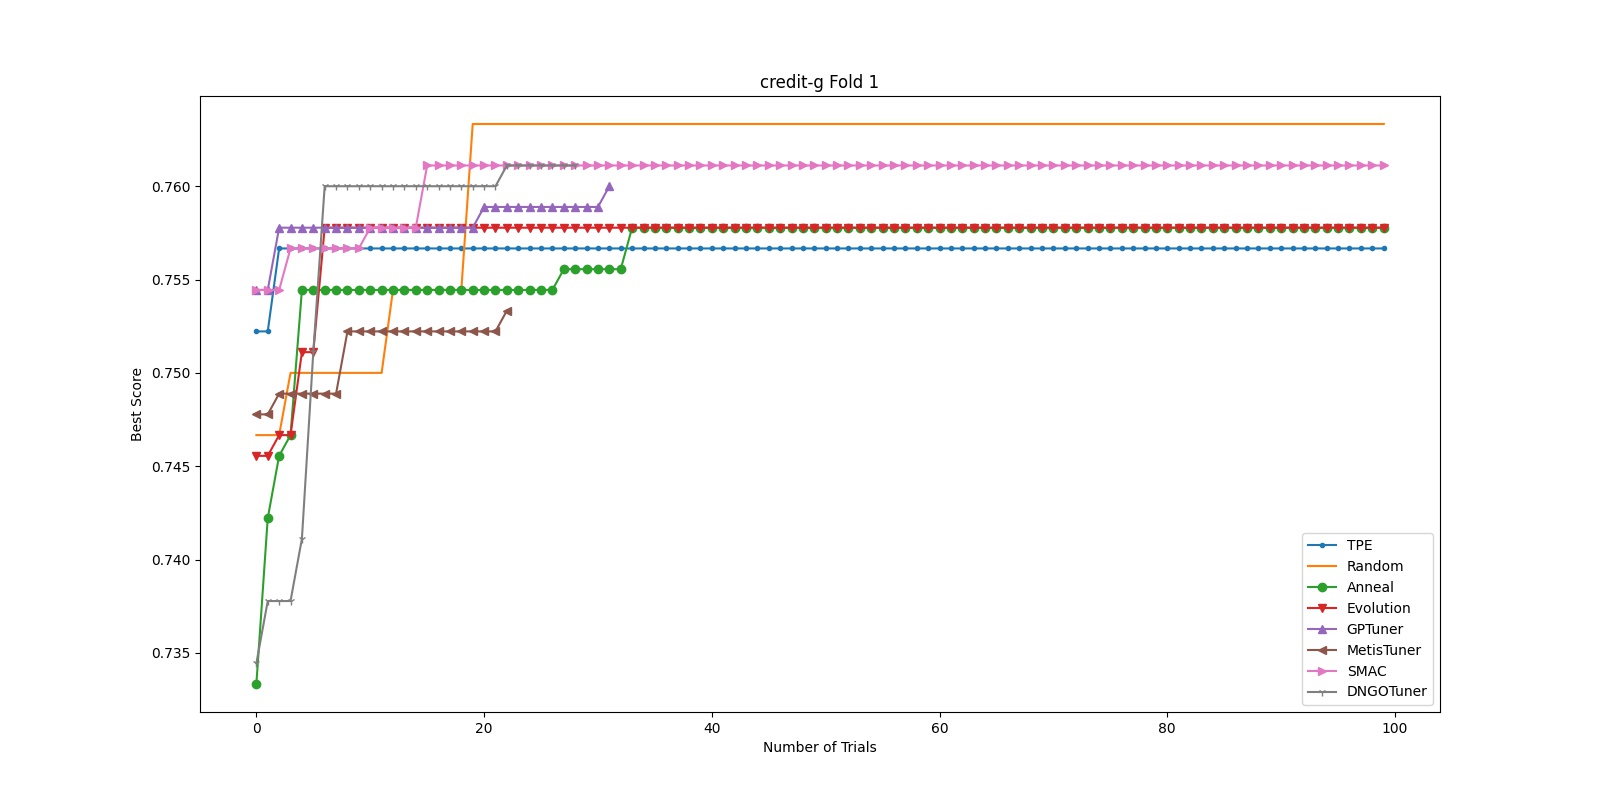 credit-g Fold 1
Best Score
0.760
0.755
0.750
0.745
0.740
0.735
0
20
40
60
80
100
Number of Trials
TPE
Random
Anneal
Evolution
GPTuner
MetisTuner
SMAC
DNGOTuner